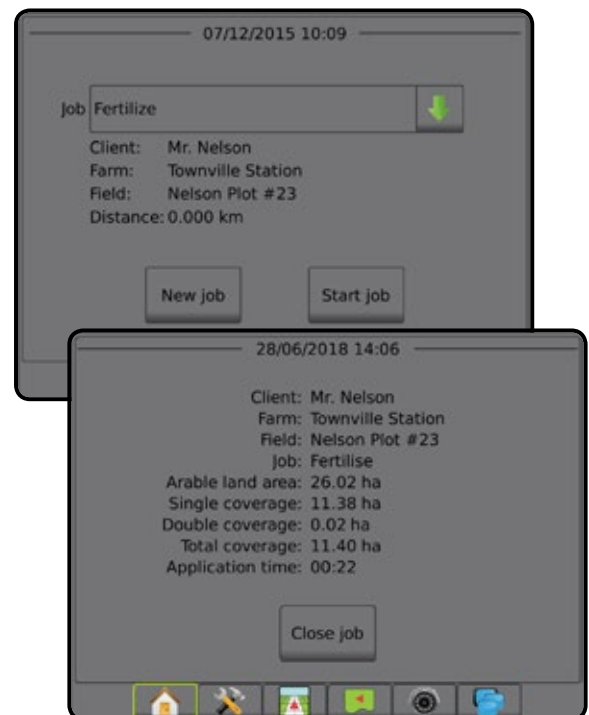 07/12/2015 10:09
Job Fertilize
Client: Mr. Nelson
Farm: Townville Station
Field: Nelson Plot #23
Distance: 0.000 km
New job Start job
28/06/2018 14:06
Client: Mr. Nelson
Farm: Townville Station
Field: Nelson Plot #23
Job: Fertilise
Arable land area: 26.02 ha
Single coverage: 11.38 ha
Double coverage: 0.02 ha
Total coverage: 11.40 ha
Application time: 00:22
Close job